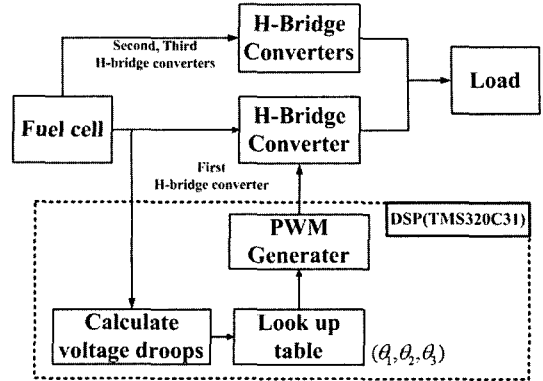 Second, Third
H-bridge converters
H-Bridge
Converters
Load
Fuel cell
H-Bridge
Converter
First
H-bridge converter
DSP(TMS320C31)
PWM
Generater
Calculate
voltage droops
Look up
table
(θ₁,θ₂,θ₃)